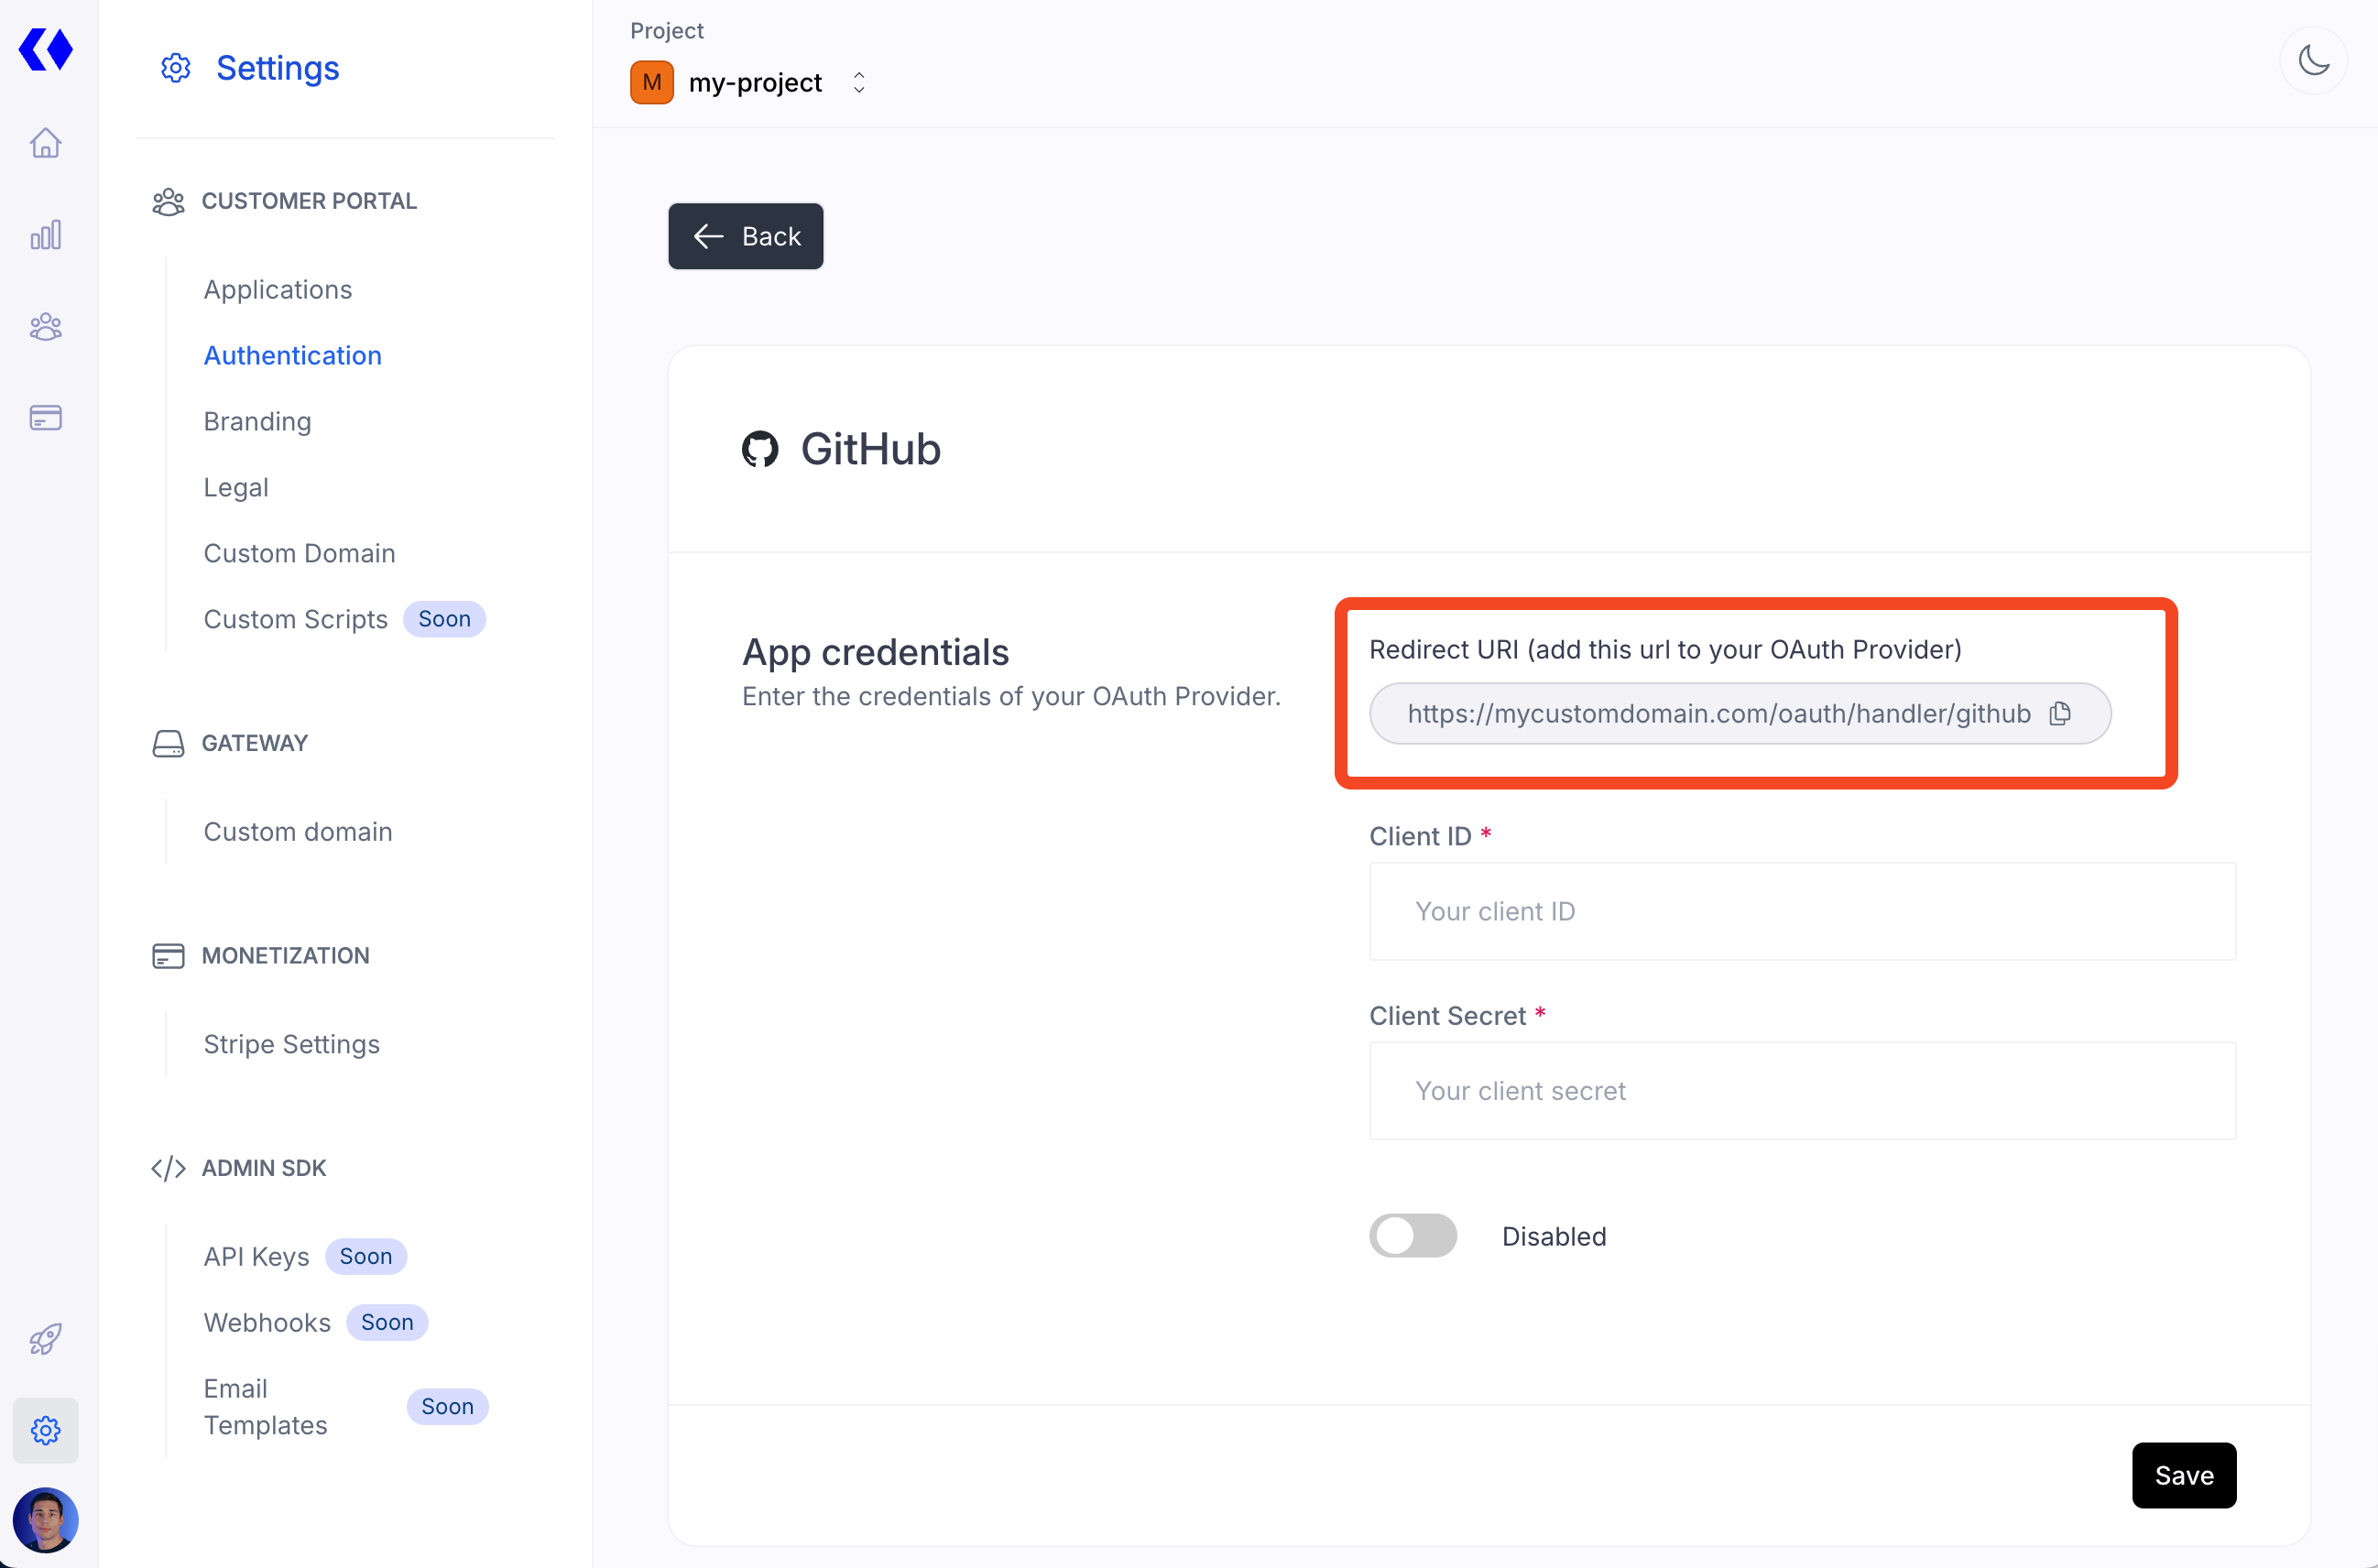 Settings
CUSTOMER PORTAL
Applications
Authentication
Branding
Legal
Custom Domain
Custom Scripts Soon
GATEWAY
Custom domain
MONETIZATION
Stripe Settings
ADMIN SDK
API Keys Soon
Webhooks Soon
Email
Templates
Soon
Project
M my-project
Back
GitHub
App credentials
Enter the credentials of your OAuth Provider.
Redirect URI (add this url to your OAuth Provider)
https://mycustomdomain.com/oauth/handler/github
Client ID *
Your client ID
Client Secret *
Your client secret
Disabled
Save